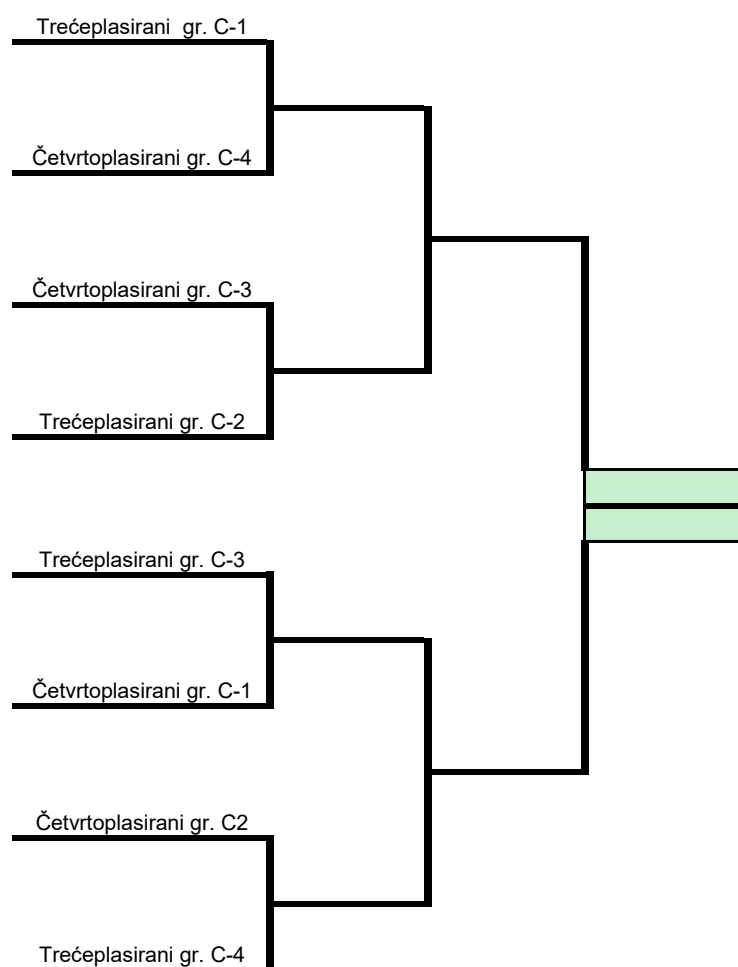 Trećeplasirani  gr. C-1
Četvrtoplasirani gr. C-4
Četvrtoplasirani gr. C-3
Trećeplasirani gr. C-2
Trećeplasirani gr. C-3
Četvrtoplasirani gr. C-1
Četvrtoplasirani gr. C2
Trećeplasirani gr. C-4